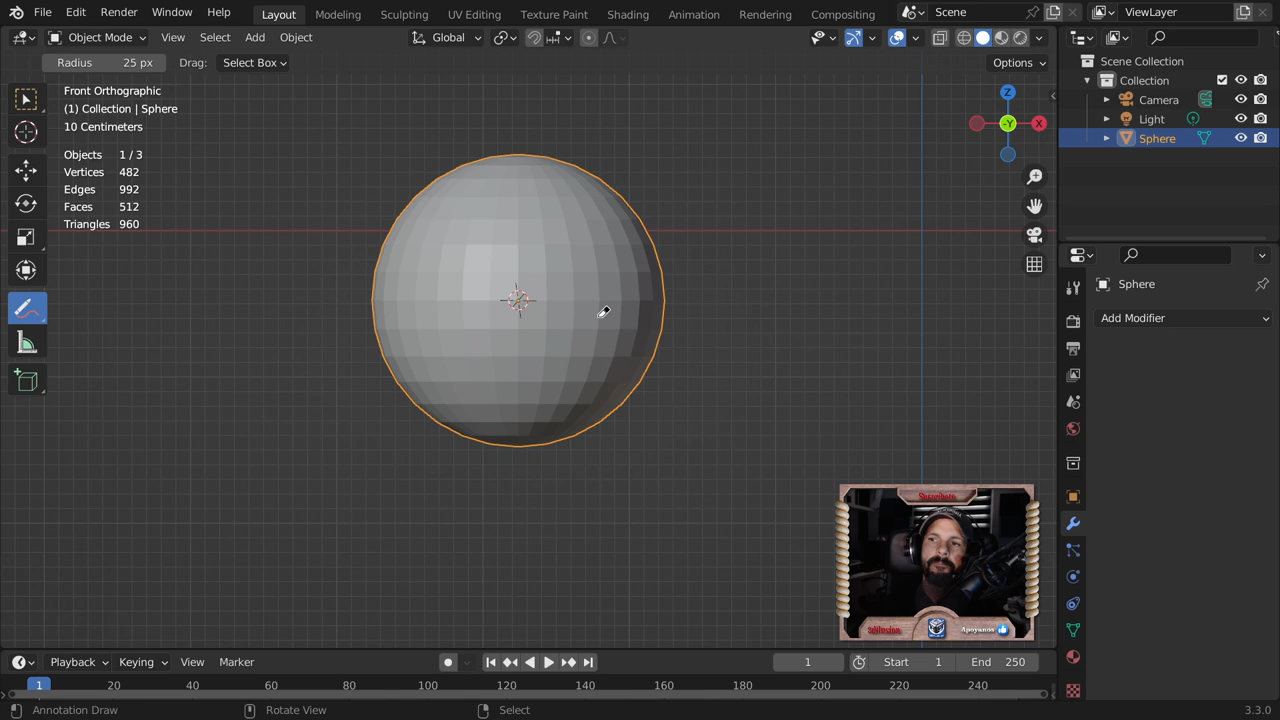 File Edit Render Window Help Layout Modeling Sculpting UV Editing Texture Paint Shading Animation Rendering Compositing Scene ViewLayer
Object Mode View Select Add Object Global
Radius 25 px Drag: Select Box Options
Front Orthographic
(1) Collection | Sphere
10 Centimeters
Objects 1 / 3
Vertices 482
Edges 992
Faces 512
Triangles 960
Z
-Y X
Scene Collection
Collection
Camera
Light
Sphere
Sphere
Add Modifier
Suscribete
Apoyanos
Playback Keying View Marker 1 Start 1 End 250
1 20 40 60 80 100 120 140 160 180 200 220 240
Annotation Draw Rotate View Select 3.3.0